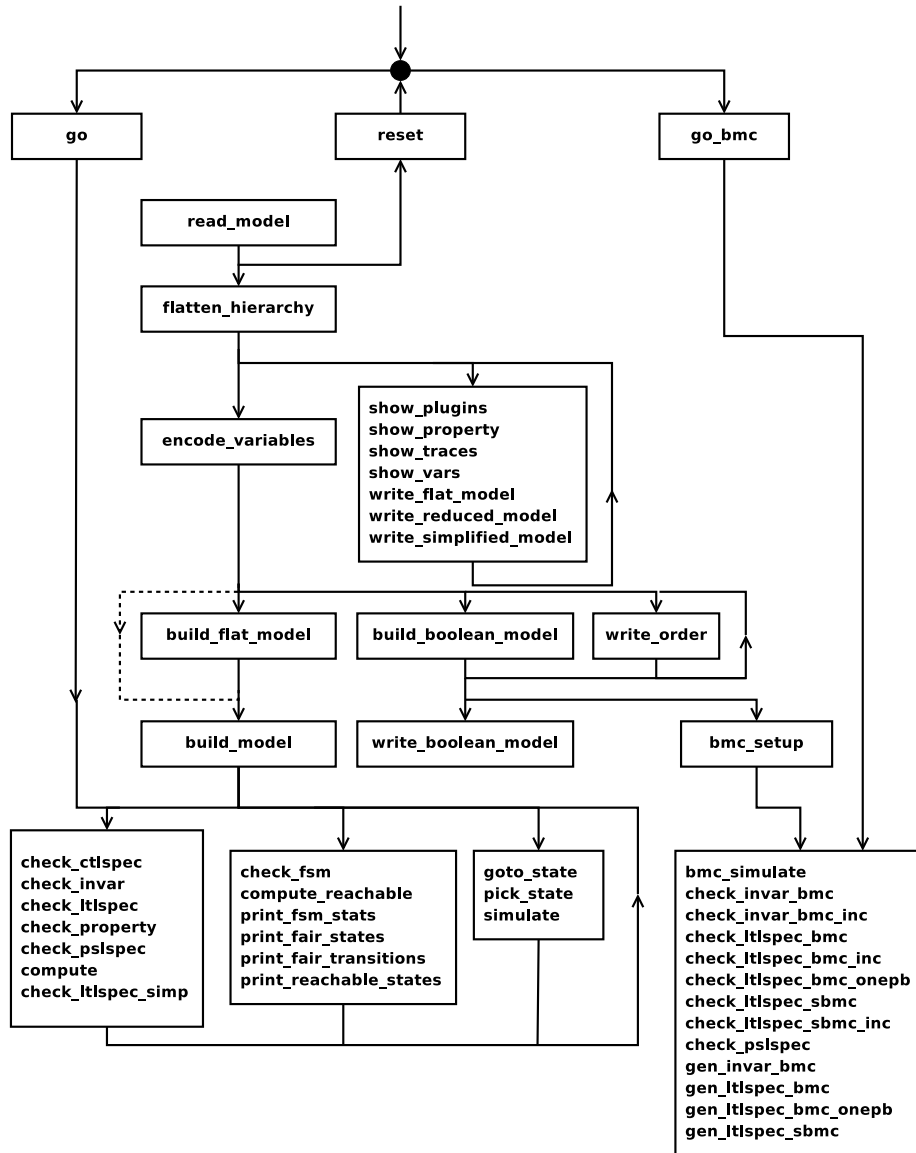 go
reset
go_bmc
read_model
flatten_hierarchy
show_plugins
show_property
show_traces
show_vars
write_flat_model
write_reduced_model
write_simplified_model
encode_variables
build_flat_model
build_boolean_model
write_order
build_model
write_boolean_model
bmc_setup
check_ctlspec
check_invar
check_ltlspec
check_property
check_pslspec
compute
check_ltlspec_simp
check_fsm
compute_reachable
print_fsm_stats
print_fair_states
print_fair_transitions
print_reachable_states
goto_state
pick_state
simulate
bmc_simulate
check_invar_bmc
check_invar_bmc_inc
check_ltlspec_bmc
check_ltlspec_bmc_inc
check_ltlspec_bmc_onepb
check_ltlspec_sbmc
check_ltlspec_sbmc_inc
check_pslspec
gen_invar_bmc
gen_ltlspec_bmc
gen_ltlspec_bmc_onepb
gen_ltlspec_sbmc